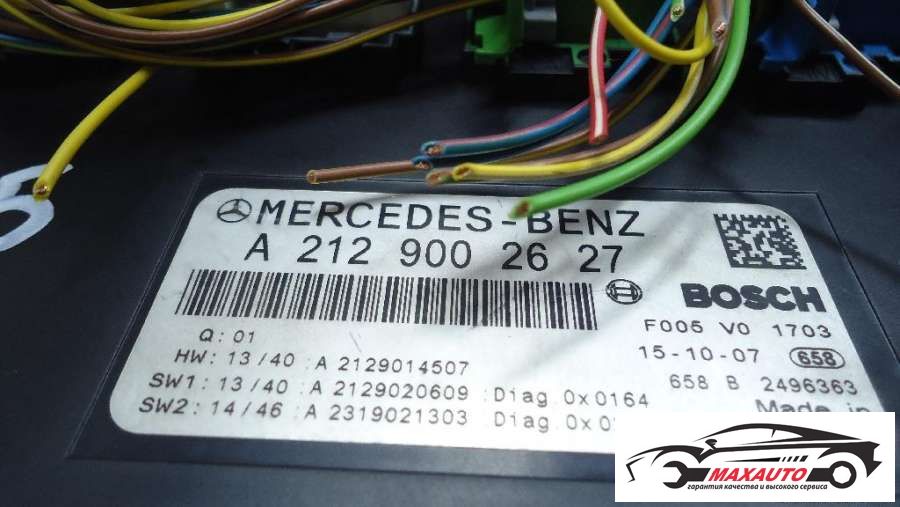 MERCEDES-BENZ
A 212 900 26 27
BOSCH
F005 V0 1703
Q: 01
15-10-07 658
HW: 13/40 :A 2129014507
658 B 2496363
SW1: 13/40 :A 2129020609 :Diag.0x0164
SW2: 14/46 :A 2319021303 :Diag.0x0
Made in
MAXAUTO
гарантия качества и высокого сервиса